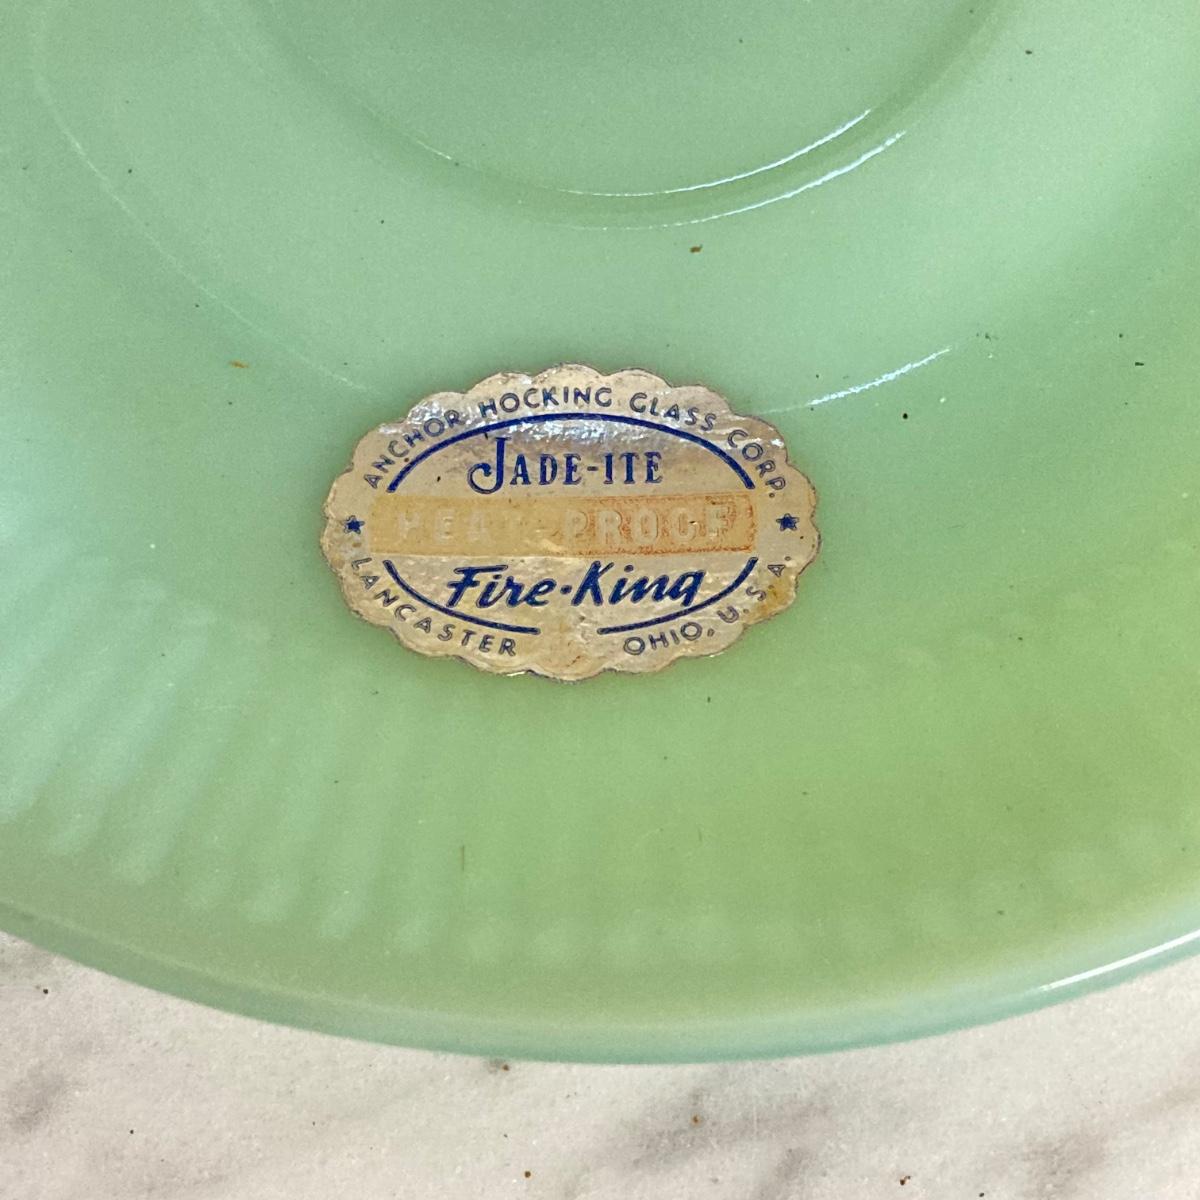 ANCHOR HOCKING GLASS CORP.
JADE-ITE
HEAT-PROOF
Fire-King
LANCASTER OHIO, U.S.A.